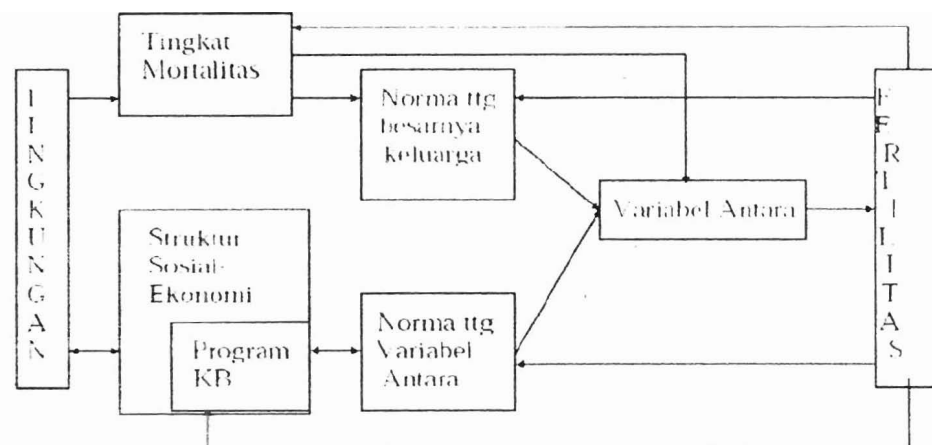 LINGKUNGAN
Tingkat
Mortalitas
Norma ttg
besarnya
keluarga
Struktur
Sosial-
Ekonomi
Program
KB
Norma ttg
Variabel
Antara
Variabel Antara
FERTILITAS